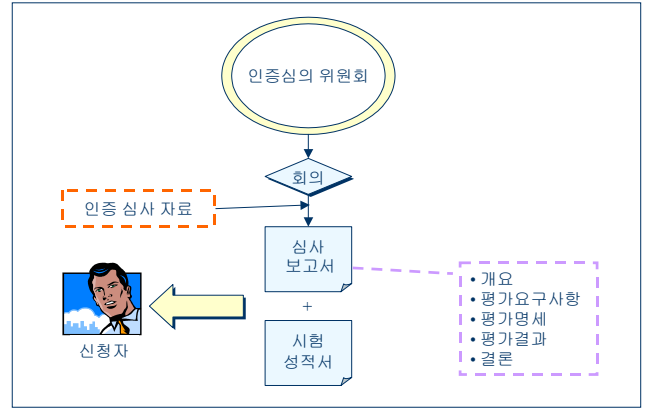 인증심의 위원회
회의
인증 심사 자료
심사
보고서
+
시험
성적서
신청자
• 개요
• 평가요구사항
• 평가명세
• 평가결과
• 결론